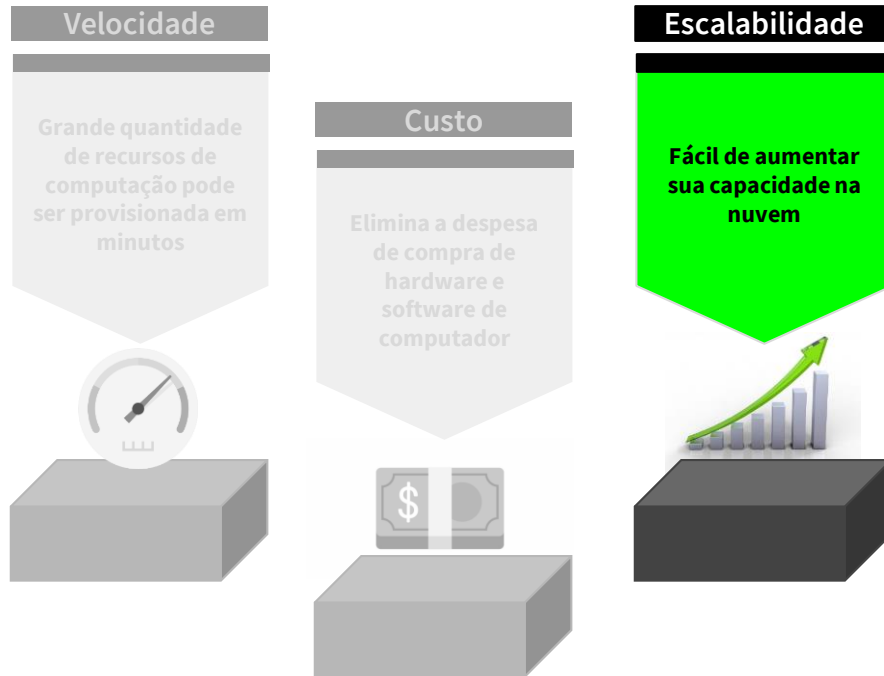 Velocidade
Grande quantidade
de recursos de
computação pode
ser provisionada em
minutos
Custo
Elimina a despesa
de compra de
hardware e
software de
computador
$
Escalabilidade
Fácil de aumentar
sua capacidade na
nuvem